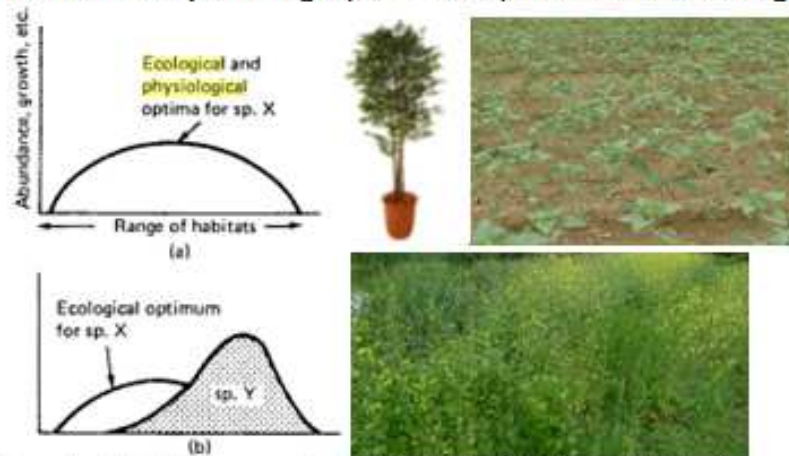 Abundance, growth, etc.
Ecological and
physiological
optima for sp. X
Range of habitats
(a)
Ecological optimum
for sp. X
sp. Y
(b)